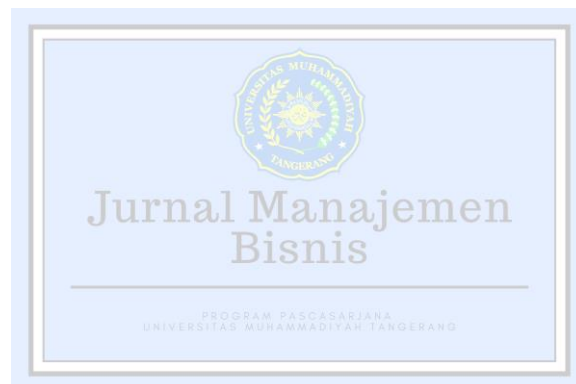 UNIVERSITAS MUHAMMADIYAH
TANGERANG
Jurnal Manajemen
Bisnis
PROGRAM PASCASARJANA
UNIVERSITAS MUHAMMADIYAH TANGERANG